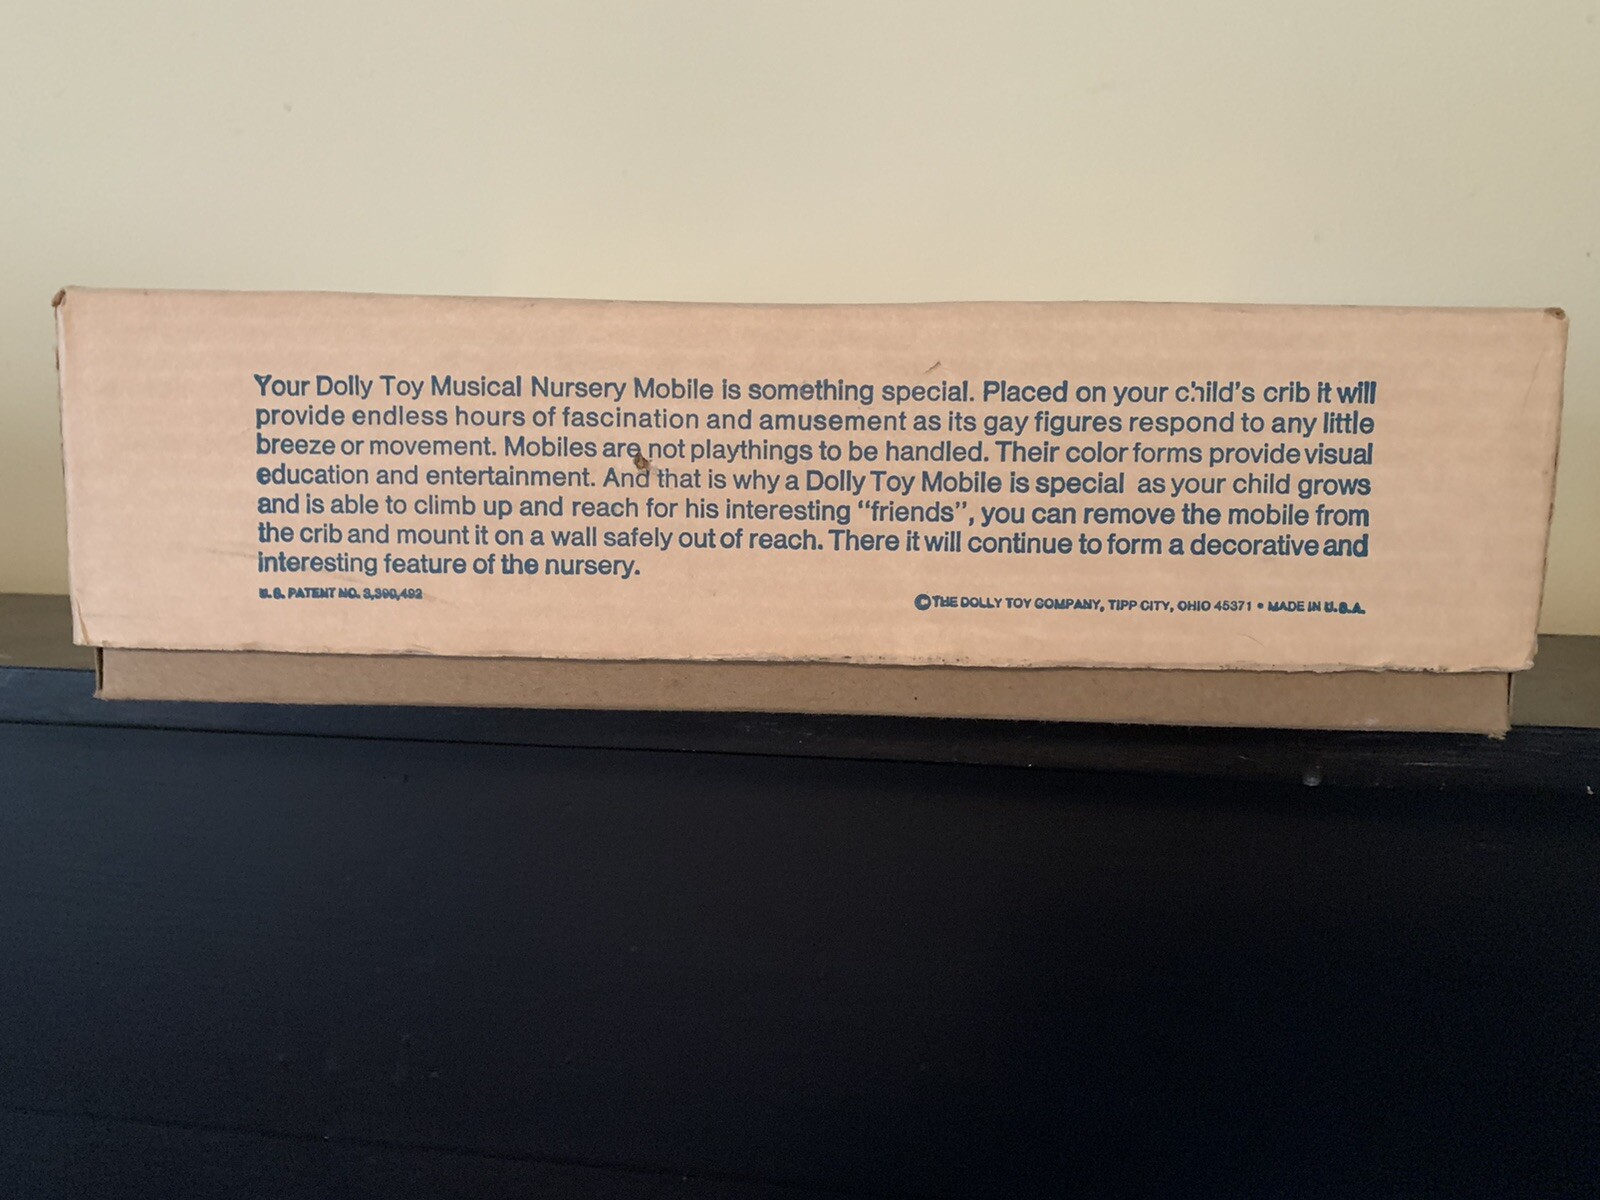 Your Dolly Toy Musical Nursery Mobile is something special. Placed on your child's crib it will
provide endless hours of fascination and amusement as its gay figures respond to any little
breeze or movement. Mobiles are not playthings to be handled. Their color forms provide visual
education and entertainment. And that is why a Dolly Toy Mobile is special as your child grows
and is able to climb up and reach for his interesting "friends", you can remove the mobile from
the crib and mount it on a wall safely out of reach. There it will continue to form a decorative and
interesting feature of the nursery.
U.S. PATENT NO.
© THE DOLLY TOY COMPANY, TIPP CITY, OHIO 45371 • MADE IN U.S.A.